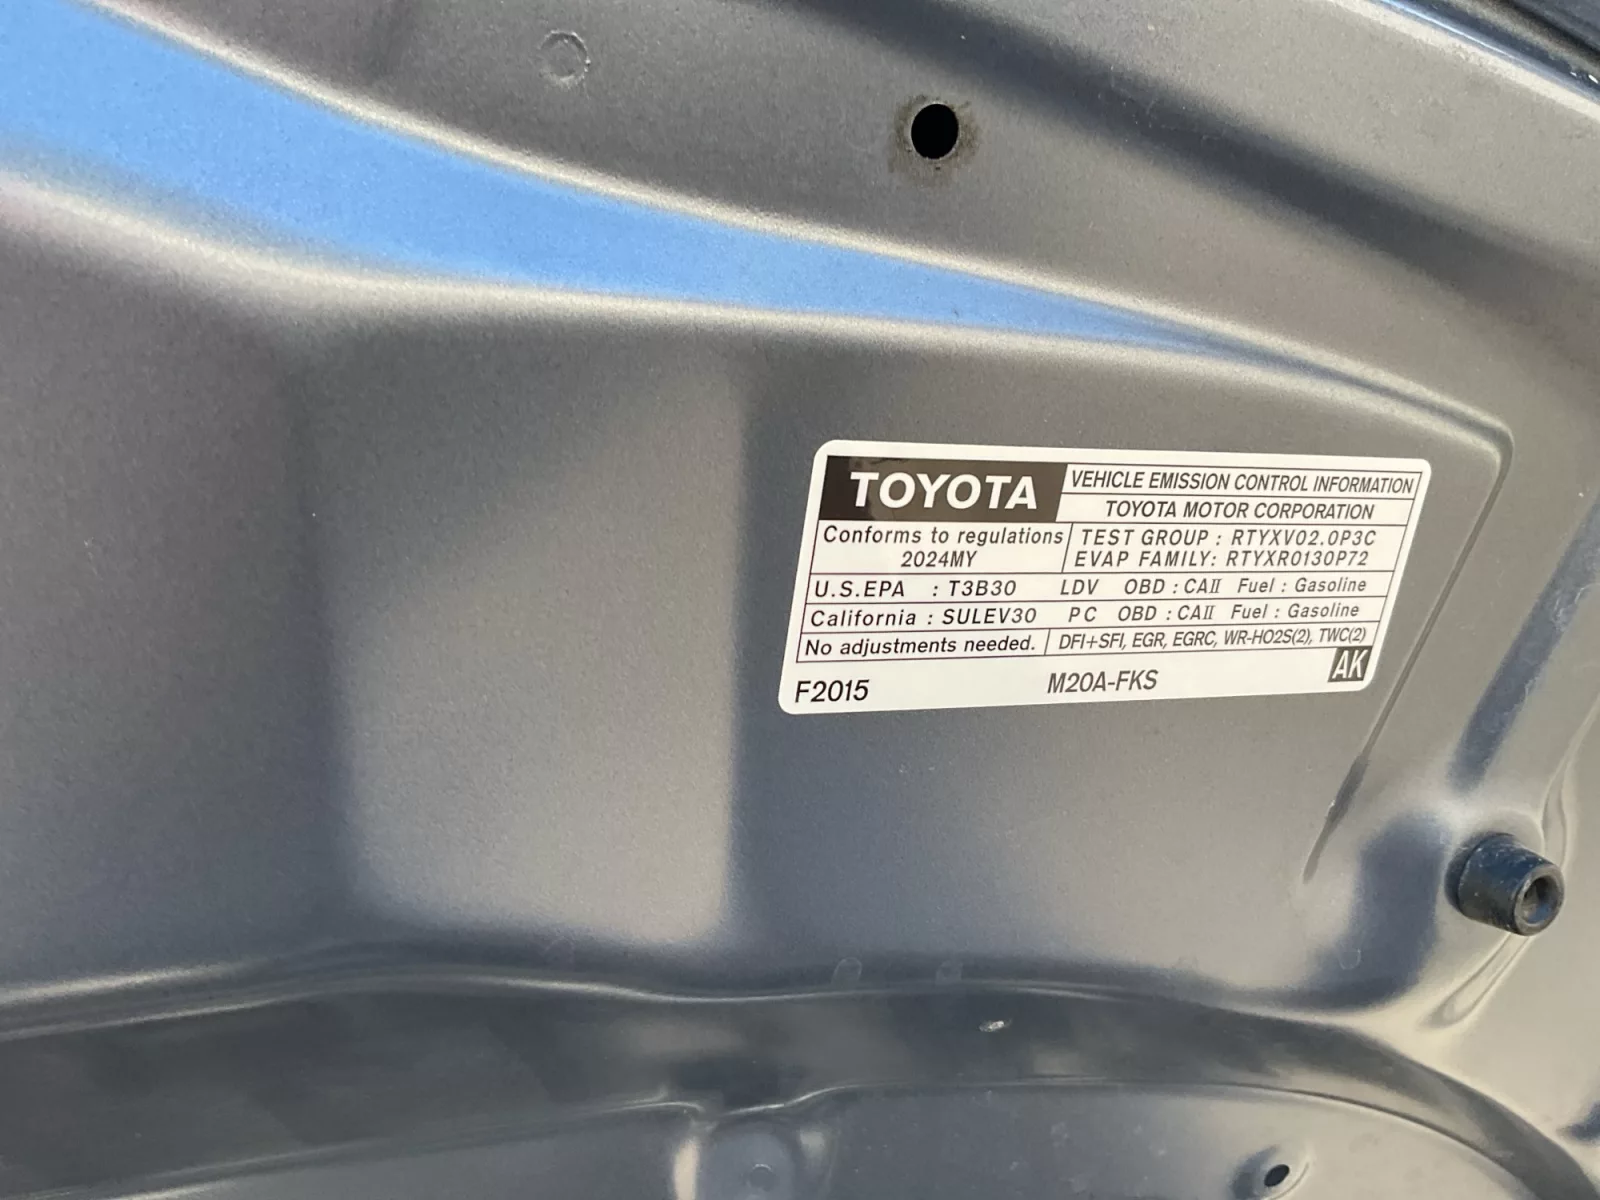 TOYOTA
VEHICLE EMISSION CONTROL INFORMATION
TOYOTA MOTOR CORPORATION
Conforms to regulations
2024MY
TEST GROUP : RTYXV02.0P3C
EVAP FAMILY: RTYXR0130P72
U.S.EPA : T3B30 LDV OBD : CAII Fuel : Gasoline
California : SULEV30 PC OBD : CAII Fuel : Gasoline
No adjustments needed. DFI+SFI, EGR, EGRC, WR-HO2S(2), TWC(2)
F2015 M20A-FKS AK